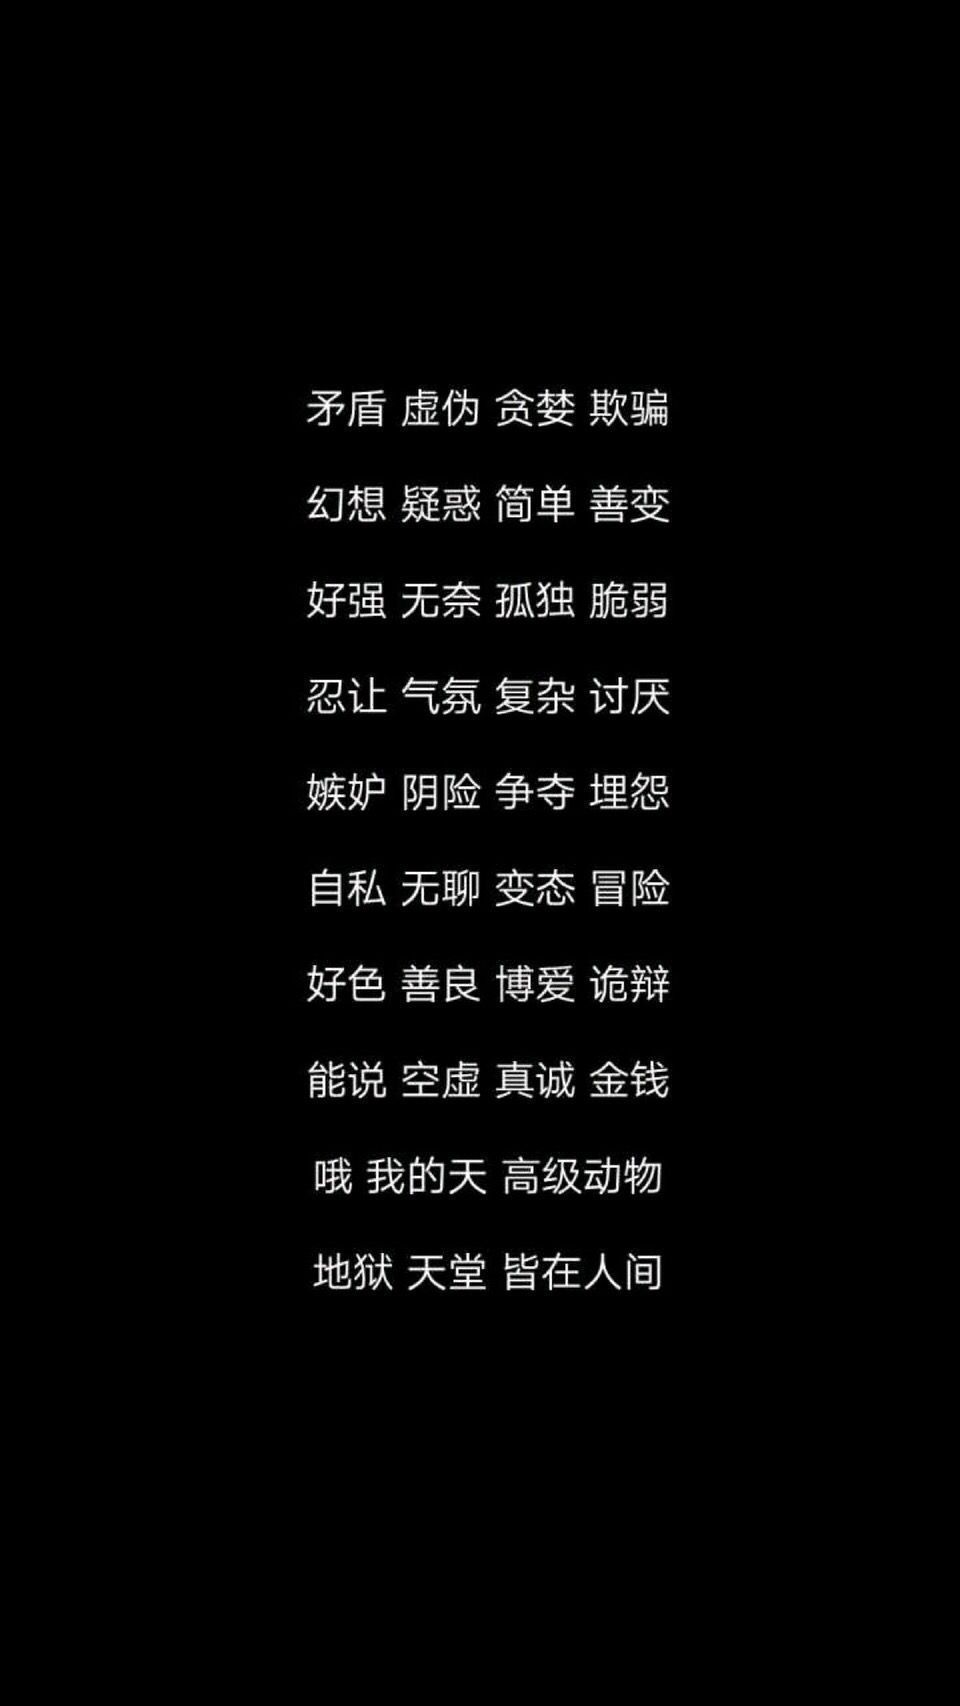 矛盾 虚伪 贪婪 欺骗
幻想 疑惑 简单 善变
好强 无奈 孤独 脆弱
忍让 气氛 复杂 讨厌
嫉妒 阴险 争夺 埋怨
自私 无聊 变态 冒险
好色 善良 博爱 诡辩
能说 空虚 真诚 金钱
哦 我的天 高级动物
地狱 天堂 皆在人间